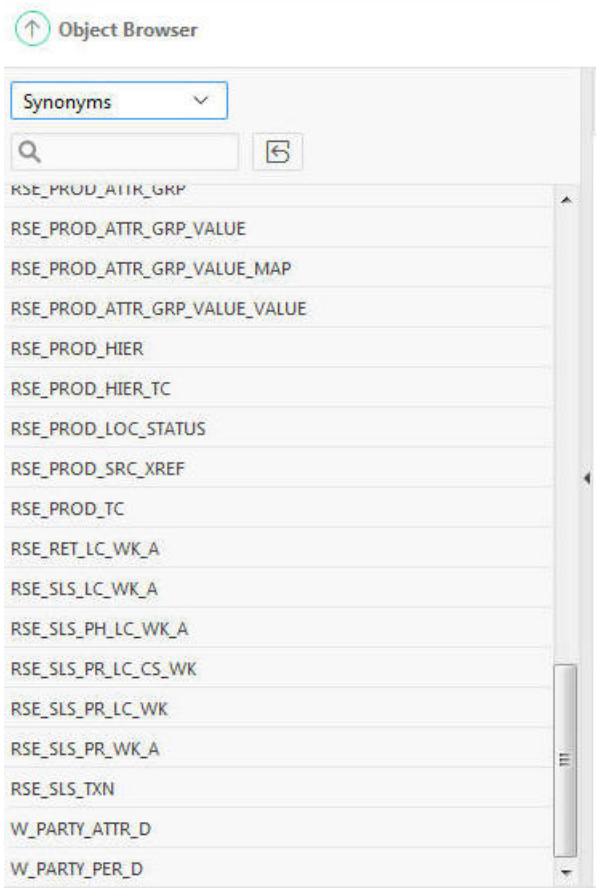 Object Browser
Synonyms
RSE_PROD_ATTR_GRP
RSE_PROD_ATTR_GRP_VALUE
RSE_PROD_ATTR_GRP_VALUE_MAP
RSE_PROD_ATTR_GRP_VALUE_VALUE
RSE_PROD_HIER
RSE_PROD_HIER_TC
RSE_PROD_LOC_STATUS
RSE_PROD_SRC_XREF
RSE_PROD_TC
RSE_RET_LC_WK_A
RSE_SLS_LC_WK_A
RSE_SLS_PH_LC_WK_A
RSE_SLS_PR_LC_CS_WK
RSE_SLS_PR_LC_WK
RSE_SLS_PR_WK_A
RSE_SLS_TXN
W_PARTY_ATTR_D
W_PARTY_PER_D